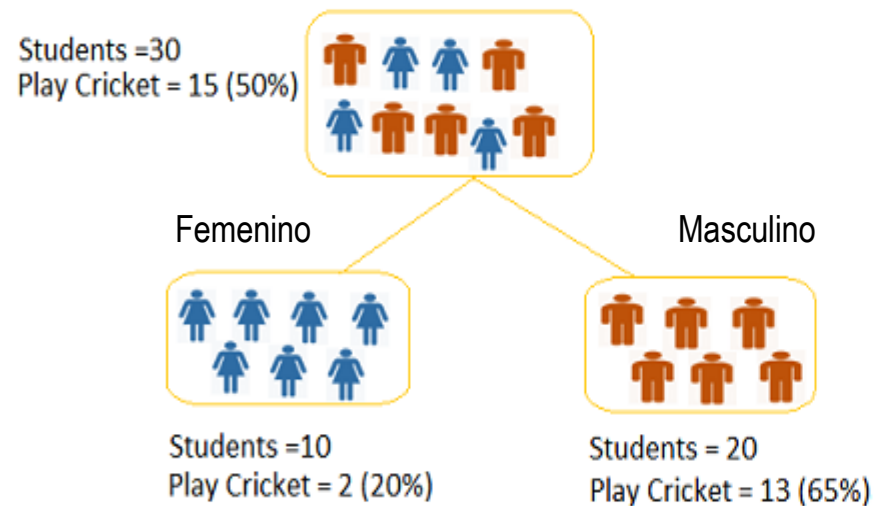 Students =30
Play Cricket = 15 (50%)
Femenino
Masculino
Students =10
Play Cricket = 2 (20%)
Students = 20
Play Cricket = 13 (65%)